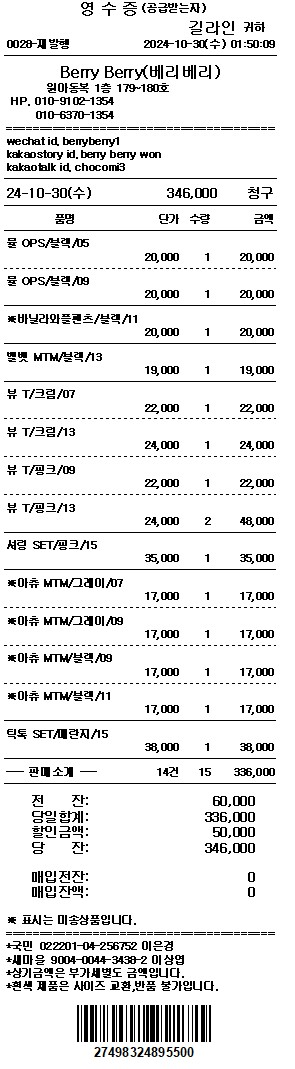 영 수 증 (공급받는자)
길라인 귀하
0028-재발행 2024-10-30(수) 01:50:09
Berry Berry(베리베리)
원아동복 1층 179~180호
HP. 010-9102-1354
010-6370-1354
wechat id. berryberry1
kakaostory id. berry berry won
kakaotalk id, chocomi3
24-10-30(수) 346,000 청구
품명 단가 수량 금액
뮬 OPS/블랙/05
20,000 1 20,000
뮬 OPS/블랙/09
20,000 1 20,000
※바닐라와플팬츠/블랙/11
20,000 1 20,000
벨벳 MTM/블랙/13
19,000 1 19,000
뷰 T/크림/07
22,000 1 22,000
뷰 T/크림/13
24,000 1 24,000
뷰 T/핑크/09
22,000 1 22,000
뷰 T/핑크/13
24,000 2 48,000
서령 SET/핑크/15
35,000 1 35,000
※아츄 MTM/그레이/07
17,000 1 17,000
※아츄 MTM/그레이/09
17,000 1 17,000
※아츄 MTM/블랙/09
17,000 1 17,000
※아츄 MTM/블랙/11
17,000 1 17,000
틱톡 SET/매란지/15
38,000 1 38,000
── 판매소계 ── 14건 15 336,000
전 잔: 60,000
당일합계: 336,000
할인금액: 50,000
당 잔: 346,000
매입전잔: 0
매입잔액: 0
※ 표시는 미송상품입니다.
*국민 022201-04-256752 이은경
*새마을 9004-0044-3438-2 이상엽
*상기금액은 부가세별도 금액입니다.
*흰색 제품은 사이즈 교환,반품 불가입니다.
27498324895500